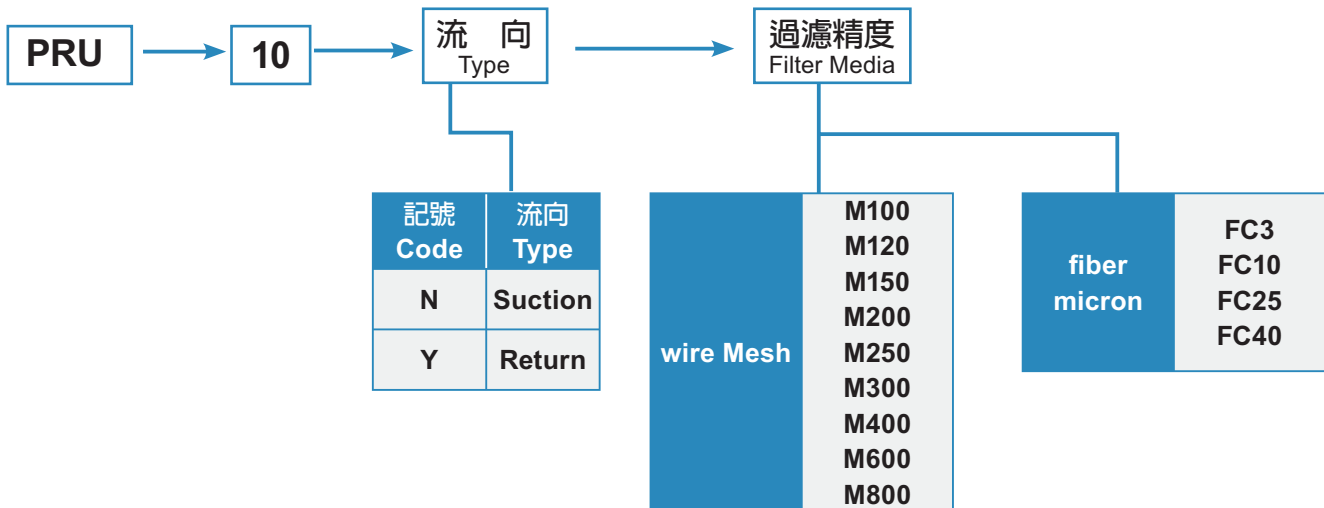 PRU
10
流 向
Type
過濾精度
Filter Media
記號
Code
流向
Type
N
Suction
Y
Return
wire Mesh
M100
M120
M150
M200
M250
M300
M400
M600
M800
fiber
micron
FC3
FC10
FC25
FC40